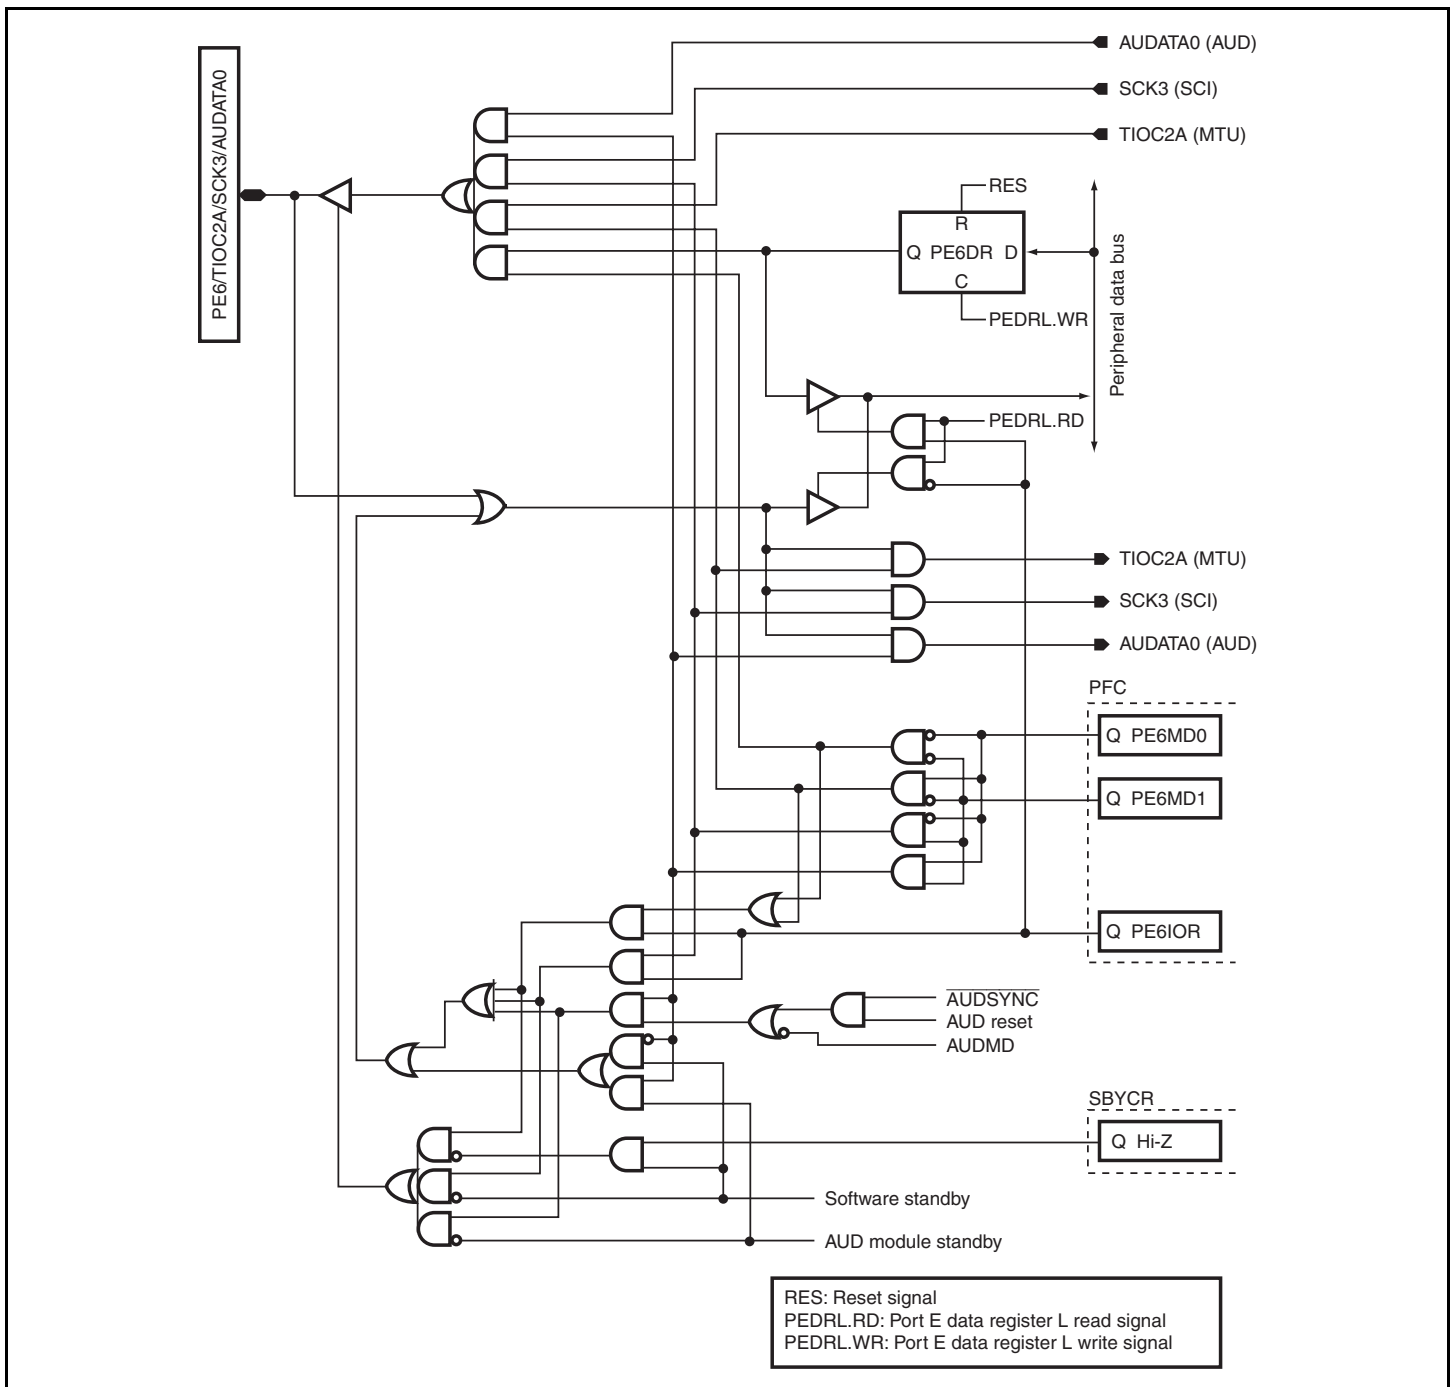 PE6/TIOC2A/SCK3/AUDATA0
AUDATA0 (AUD)
SCK3 (SCI)
TIOC2A (MTU)
RES
R
Q PE6DR D
C
PEDRL.WR
Peripheral data bus
PEDRL.RD
TIOC2A (MTU)
SCK3 (SCI)
AUDATA0 (AUD)
PFC
Q PE6MD0
Q PE6MD1
Q PE6IOR
AUDSYNC
AUD reset
AUDMD
SBYCR
Q Hi-Z
Software standby
AUD module standby
RES: Reset signal
PEDRL.RD: Port E data register L read signal
PEDRL.WR: Port E data register L write signal